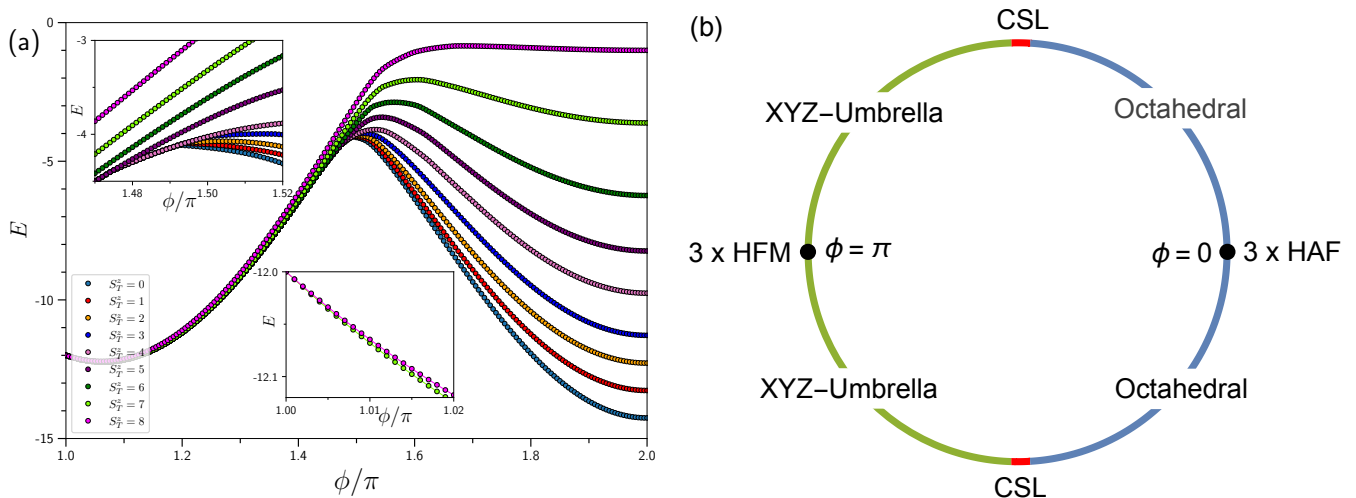 (a)
0
-5
-10
-15
E
1.0
1.2
1.4
1.6
1.8
2.0
ϕ/π
-3
-4
E
1.48
1.50
1.52
ϕ/π
-12.0
-12.1
E
1.00
1.01
1.02
ϕ/π
S_T^z = 0
S_T^z = 1
S_T^z = 2
S_T^z = 3
S_T^z = 4
S_T^z = 5
S_T^z = 6
S_T^z = 7
S_T^z = 8
(b)
CSL
XYZ−Umbrella
Octahedral
3 x HFM
ϕ = π
ϕ = 0
3 x HAF
XYZ−Umbrella
Octahedral
CSL